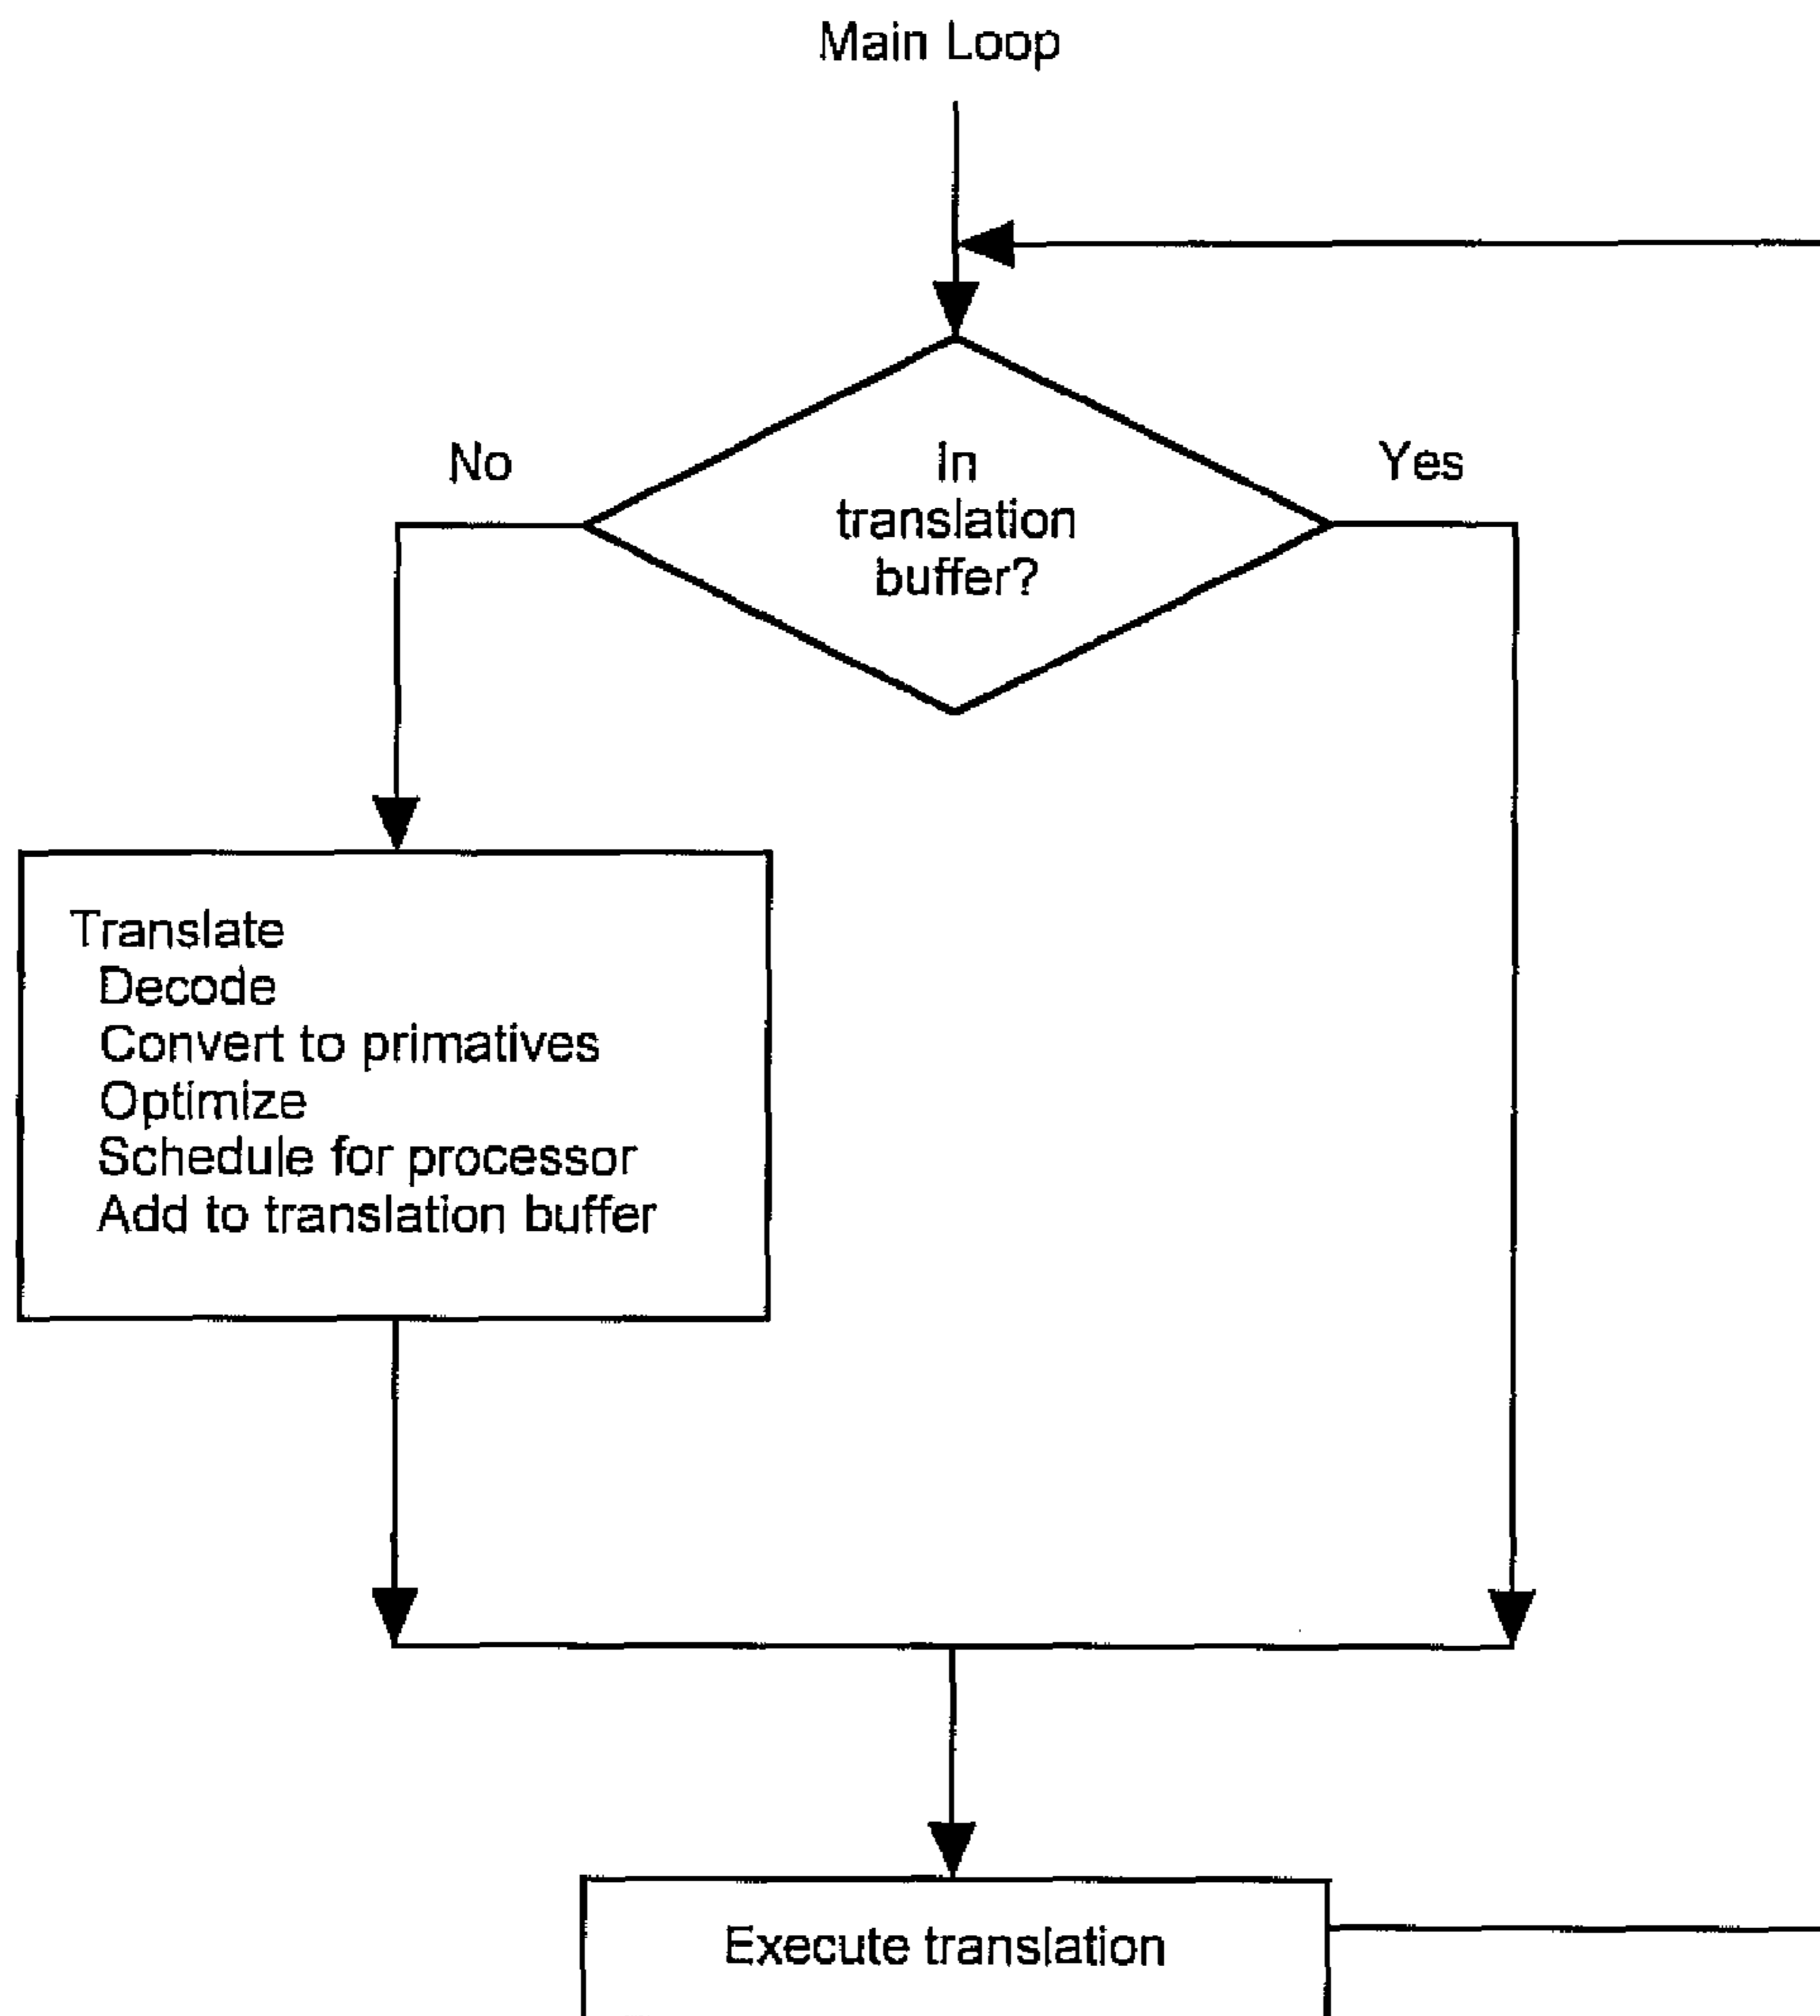 Main Loop
No
In
translation
buffer?
Yes
Translate
Decode
Convert to primatives
Optimize
Schedule for processor
Add to translation buffer
Execute translation